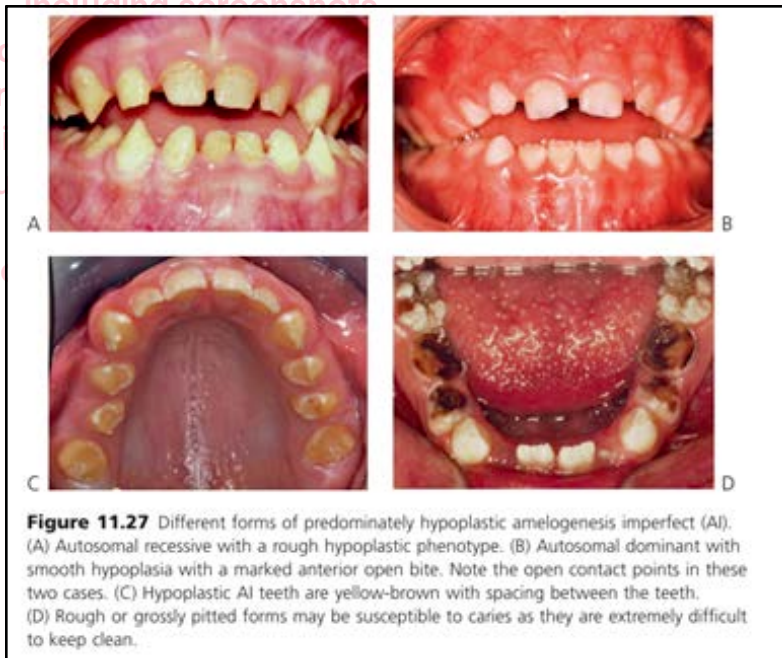 including screenshots
A
B
C
D
Figure 11.27 Different forms of predominately hypoplastic amelogenesis imperfect (AI).
(A) Autosomal recessive with a rough hypoplastic phenotype. (B) Autosomal dominant with
smooth hypoplasia with a marked anterior open bite. Note the open contact points in these
two cases. (C) Hypoplastic AI teeth are yellow-brown with spacing between the teeth.
(D) Rough or grossly pitted forms may be susceptible to caries as they are extremely difficult
to keep clean.